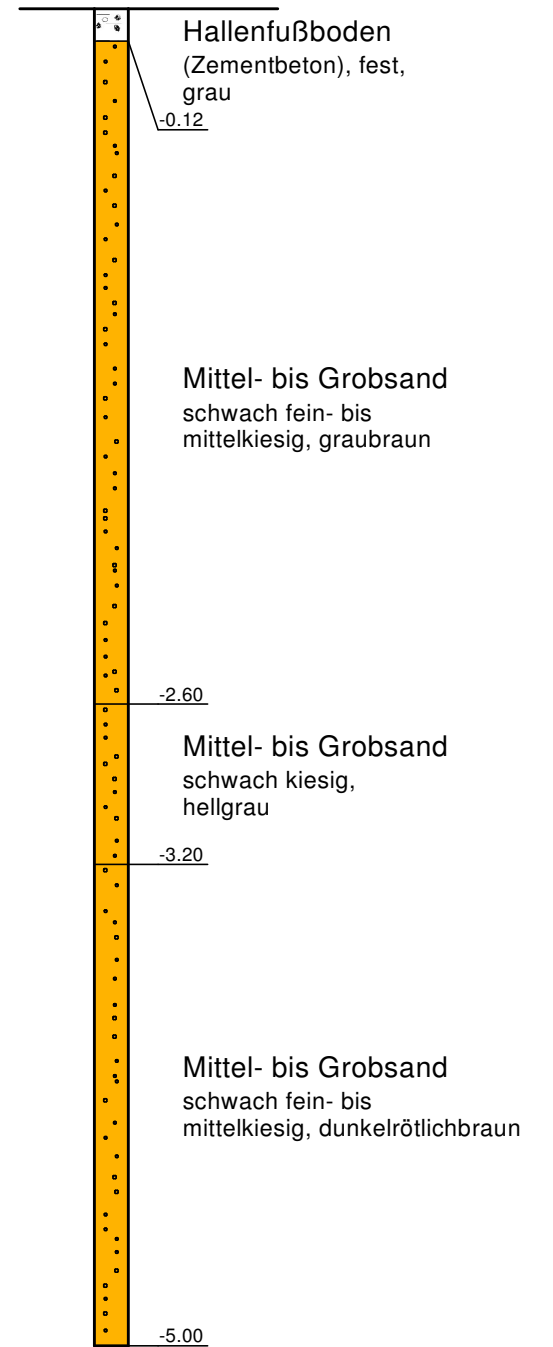 Hallenfußboden
(Zementbeton), fest,
grau
-0.12
Mittel- bis Grobsand
schwach fein- bis
mittelkiesig, graubraun
-2.60
Mittel- bis Grobsand
schwach kiesig,
hellgrau
-3.20
Mittel- bis Grobsand
schwach fein- bis
mittelkiesig, dunkelrötlichbraun
-5.00